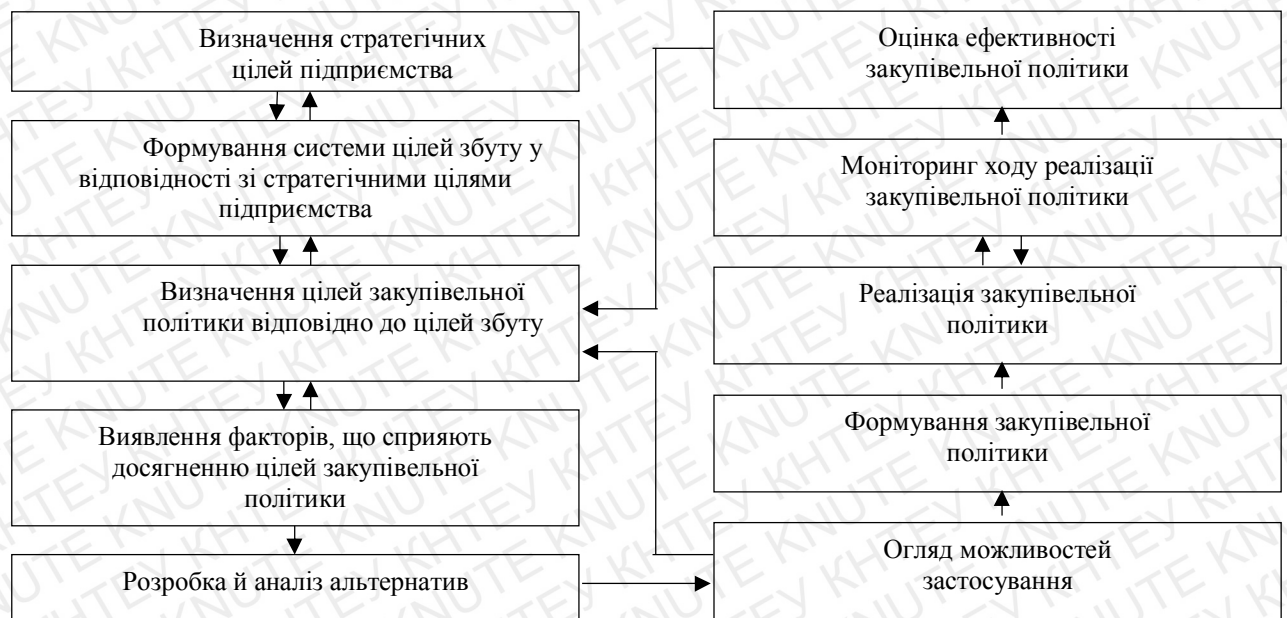 Визначення стратегічних
цілей підприємства
Формування системи цілей збуту у
відповідності зі стратегічними цілями
підприємства
Визначення цілей закупівельної
політики відповідно до цілей збуту
Виявлення факторів, що сприяють
досягненню цілей закупівельної
політики
Розробка й аналіз альтернатив
Оцінка ефективності
закупівельної політики
Моніторинг ходу реалізації
закупівельної політики
Реалізація закупівельної
політики
Формування закупівельної
політики
Огляд можливостей
застосування